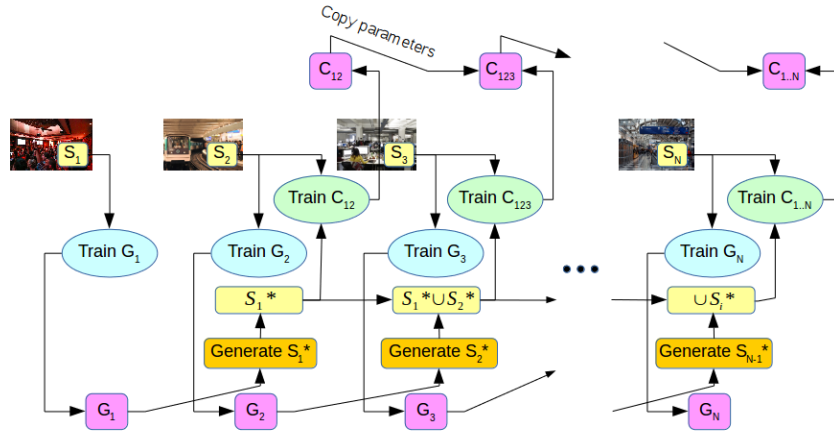 Copy parameters
C12
C123
C1..N
S1
S2
S3
SN
Train C12
Train C123
Train C1..N
Train G1
Train G2
Train G3
Train GN
S1*
S1*∪S2*
∪Si*
Generate S1*
Generate S2*
Generate SN-1*
G1
G2
G3
GN